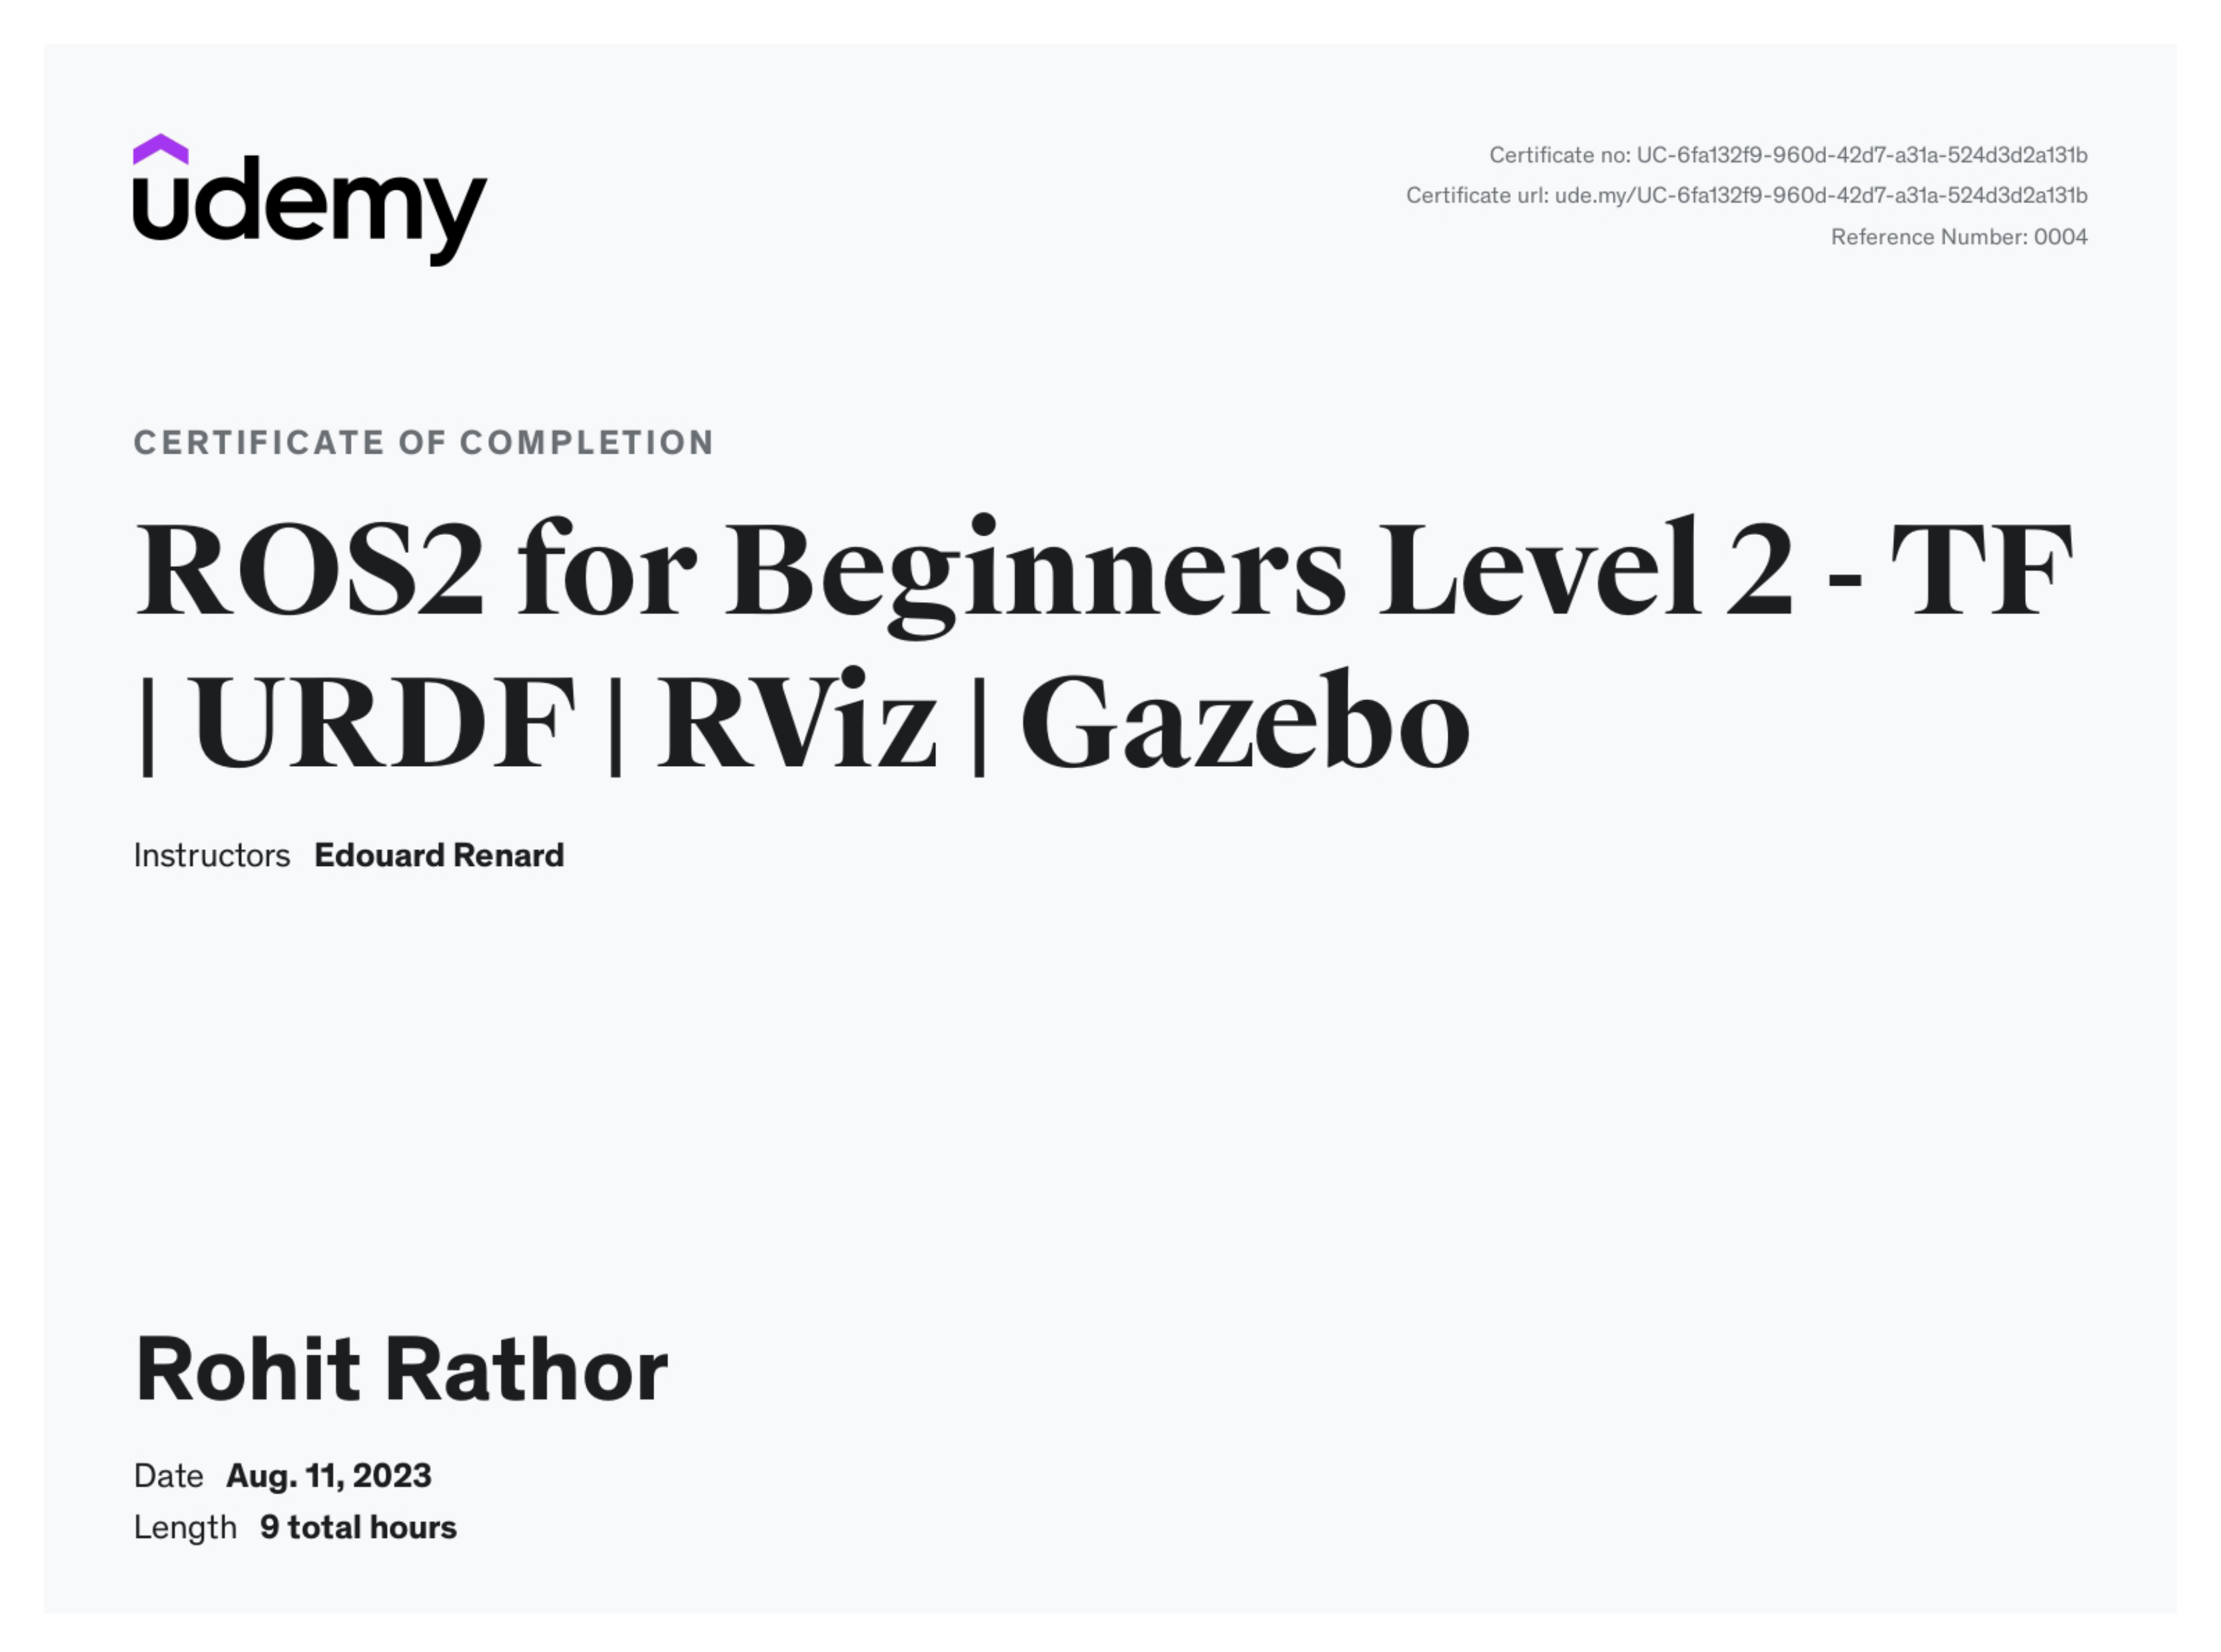 udemy
Certificate no: UC-6fa132f9-960d-42d7-a31a-524d3d2a131b
Certificate url: ude.my/UC-6fa132f9-960d-42d7-a31a-524d3d2a131b
Reference Number: 0004
CERTIFICATE OF COMPLETION
ROS2 for Beginners Level 2 - TF
| URDF | RViz | Gazebo
Instructors Edouard Renard
Rohit Rathor
Date Aug. 11, 2023
Length 9 total hours